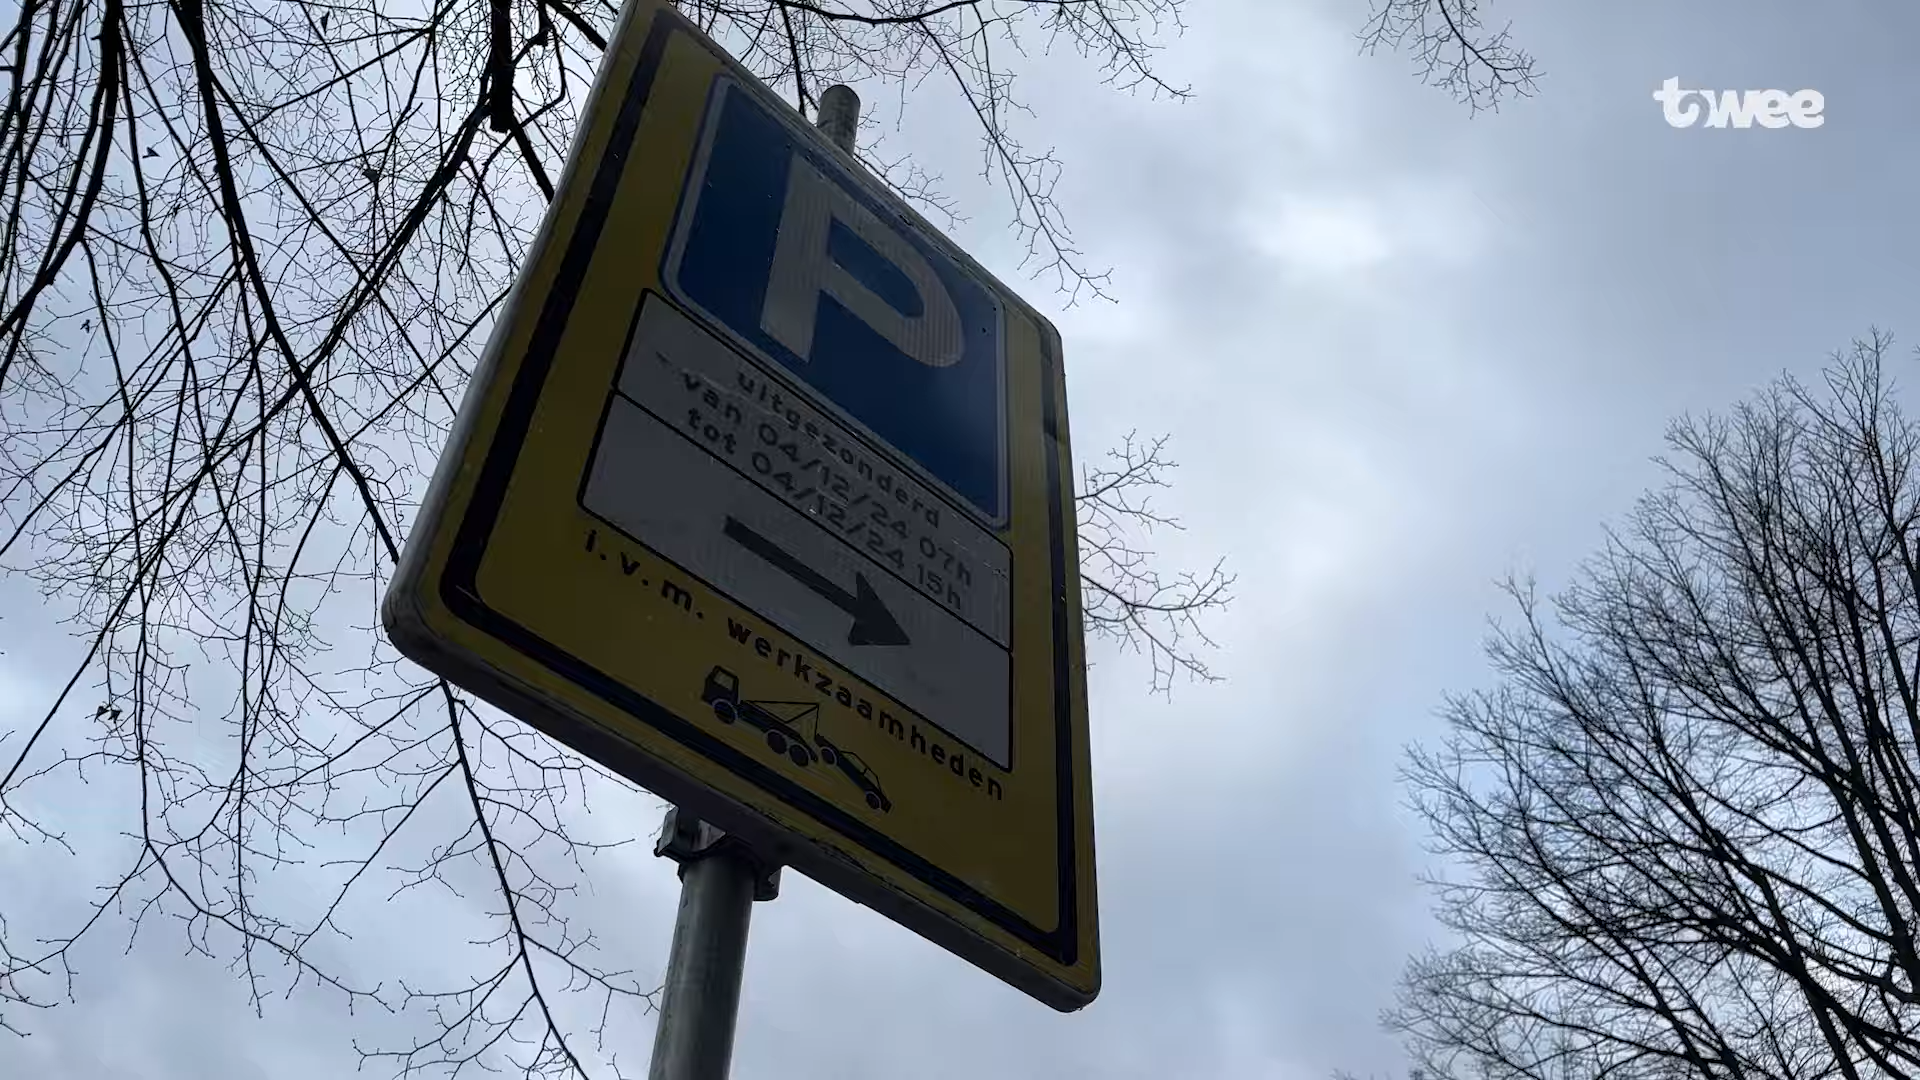 twee
P
uitgezonderd
van 04/12/24 07h
tot 04/12/24 15h
i.v.m. werkzaamheden